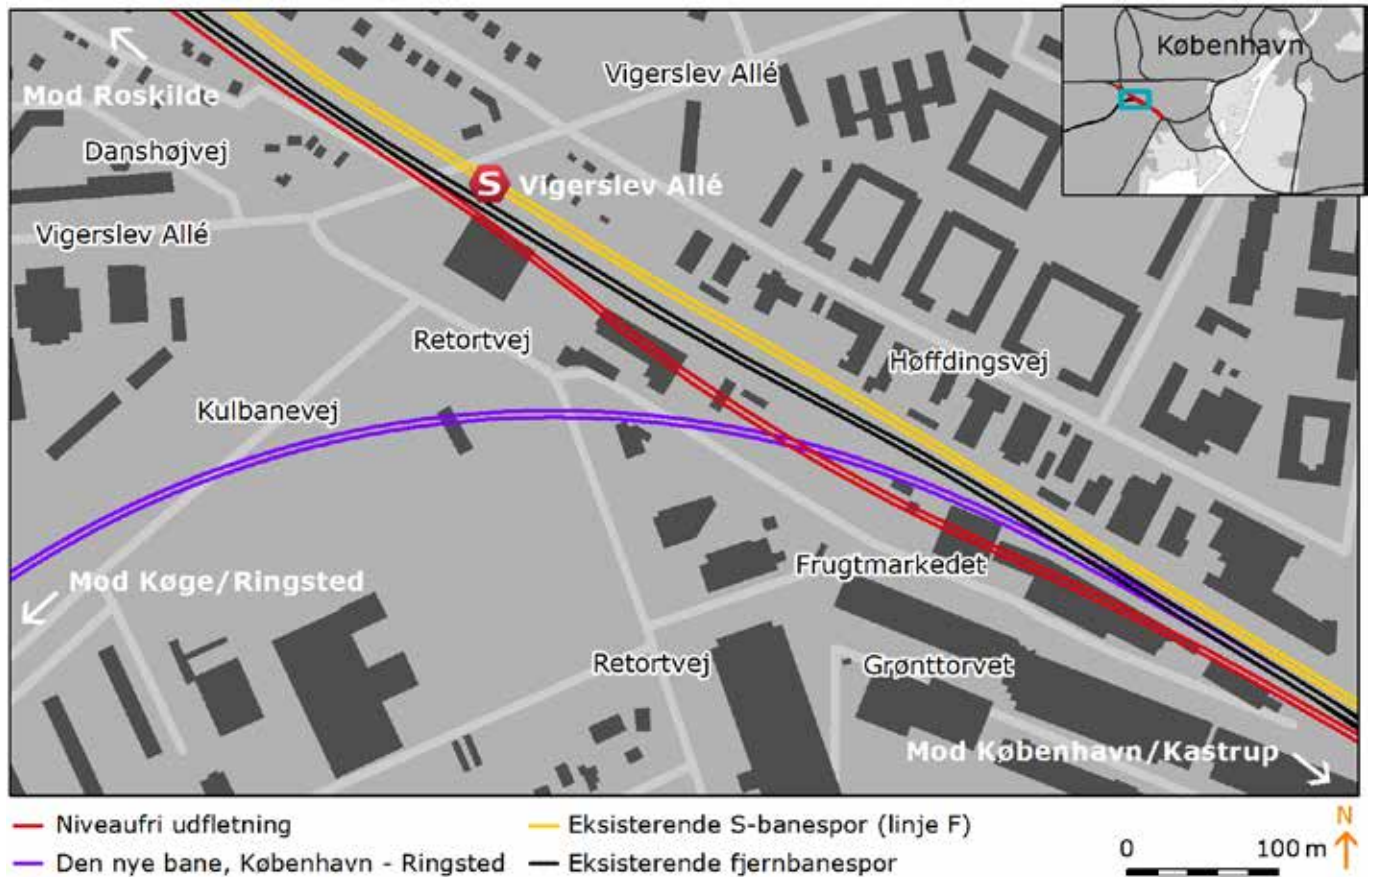 København
Vigerslev Allé
Mod Roskilde
Danshøjvej
S Vigerslev Allé
Vigerslev Allé
Retortvej
Høffdingsvej
Kulbanevej
Frugtmarkedet
Mod Køge/Ringsted
Retortvej
Grønttorvet
Mod København/Kastrup
Niveaufri udfletning
Eksisterende S-banespor (linje F)
N
Den nye bane, København - Ringsted
Eksisterende fjernbanespor
0 100 m